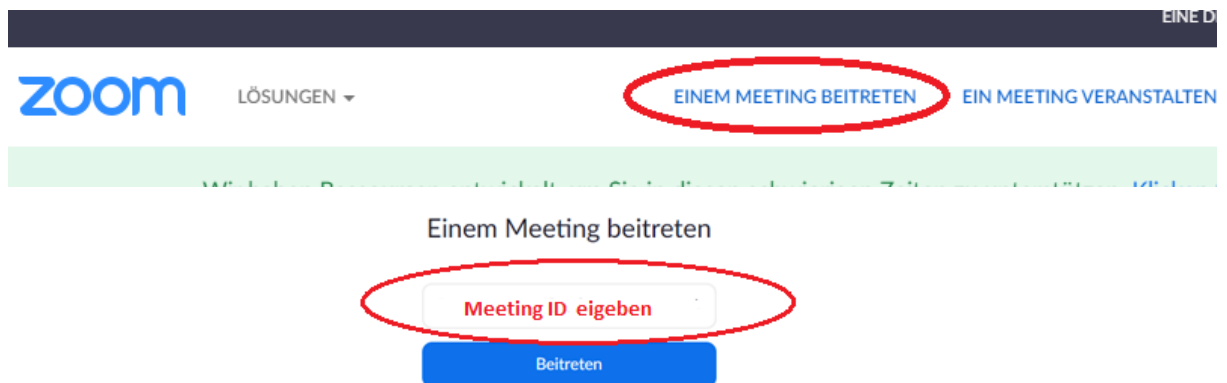 EINE D
zoom LÖSUNGEN EINEM MEETING BEITRETEN EIN MEETING VERANSTALTEN
Einem Meeting beitreten
Meeting ID eigeben
Beitreten